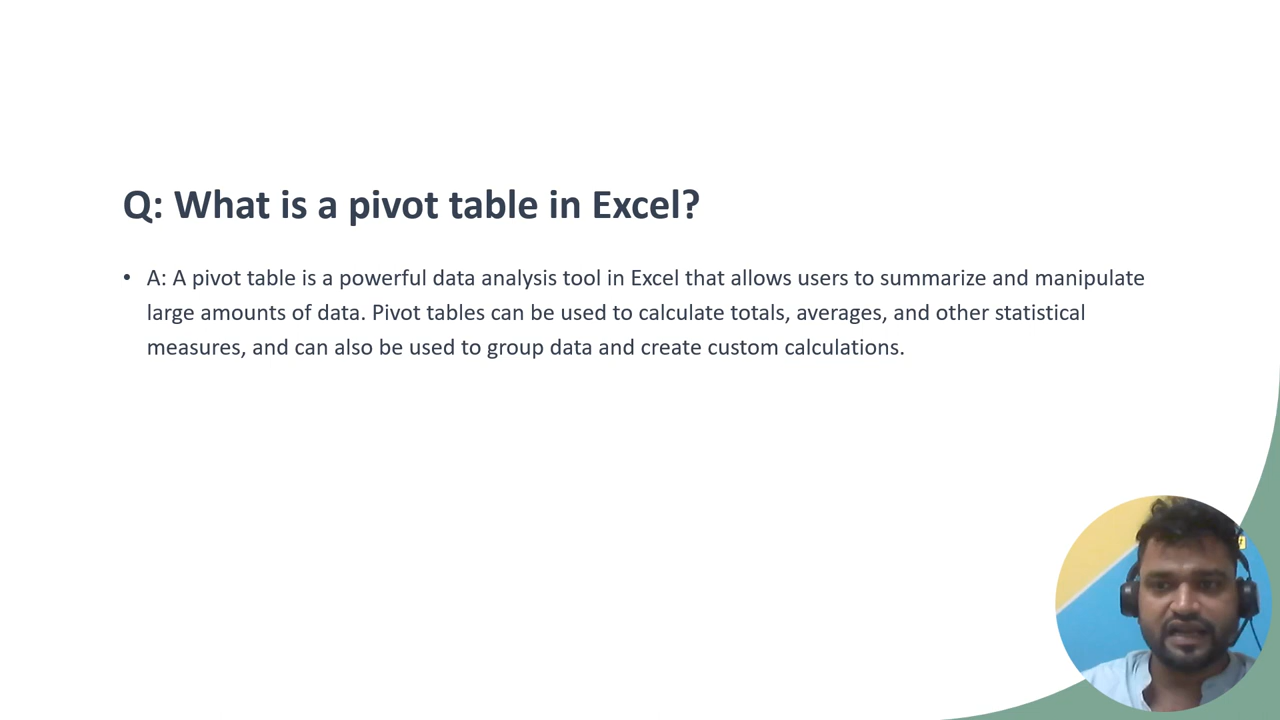 Q: What is a pivot table in Excel?
• A: A pivot table is a powerful data analysis tool in Excel that allows users to summarize and manipulate
large amounts of data. Pivot tables can be used to calculate totals, averages, and other statistical
measures, and can also be used to group data and create custom calculations.